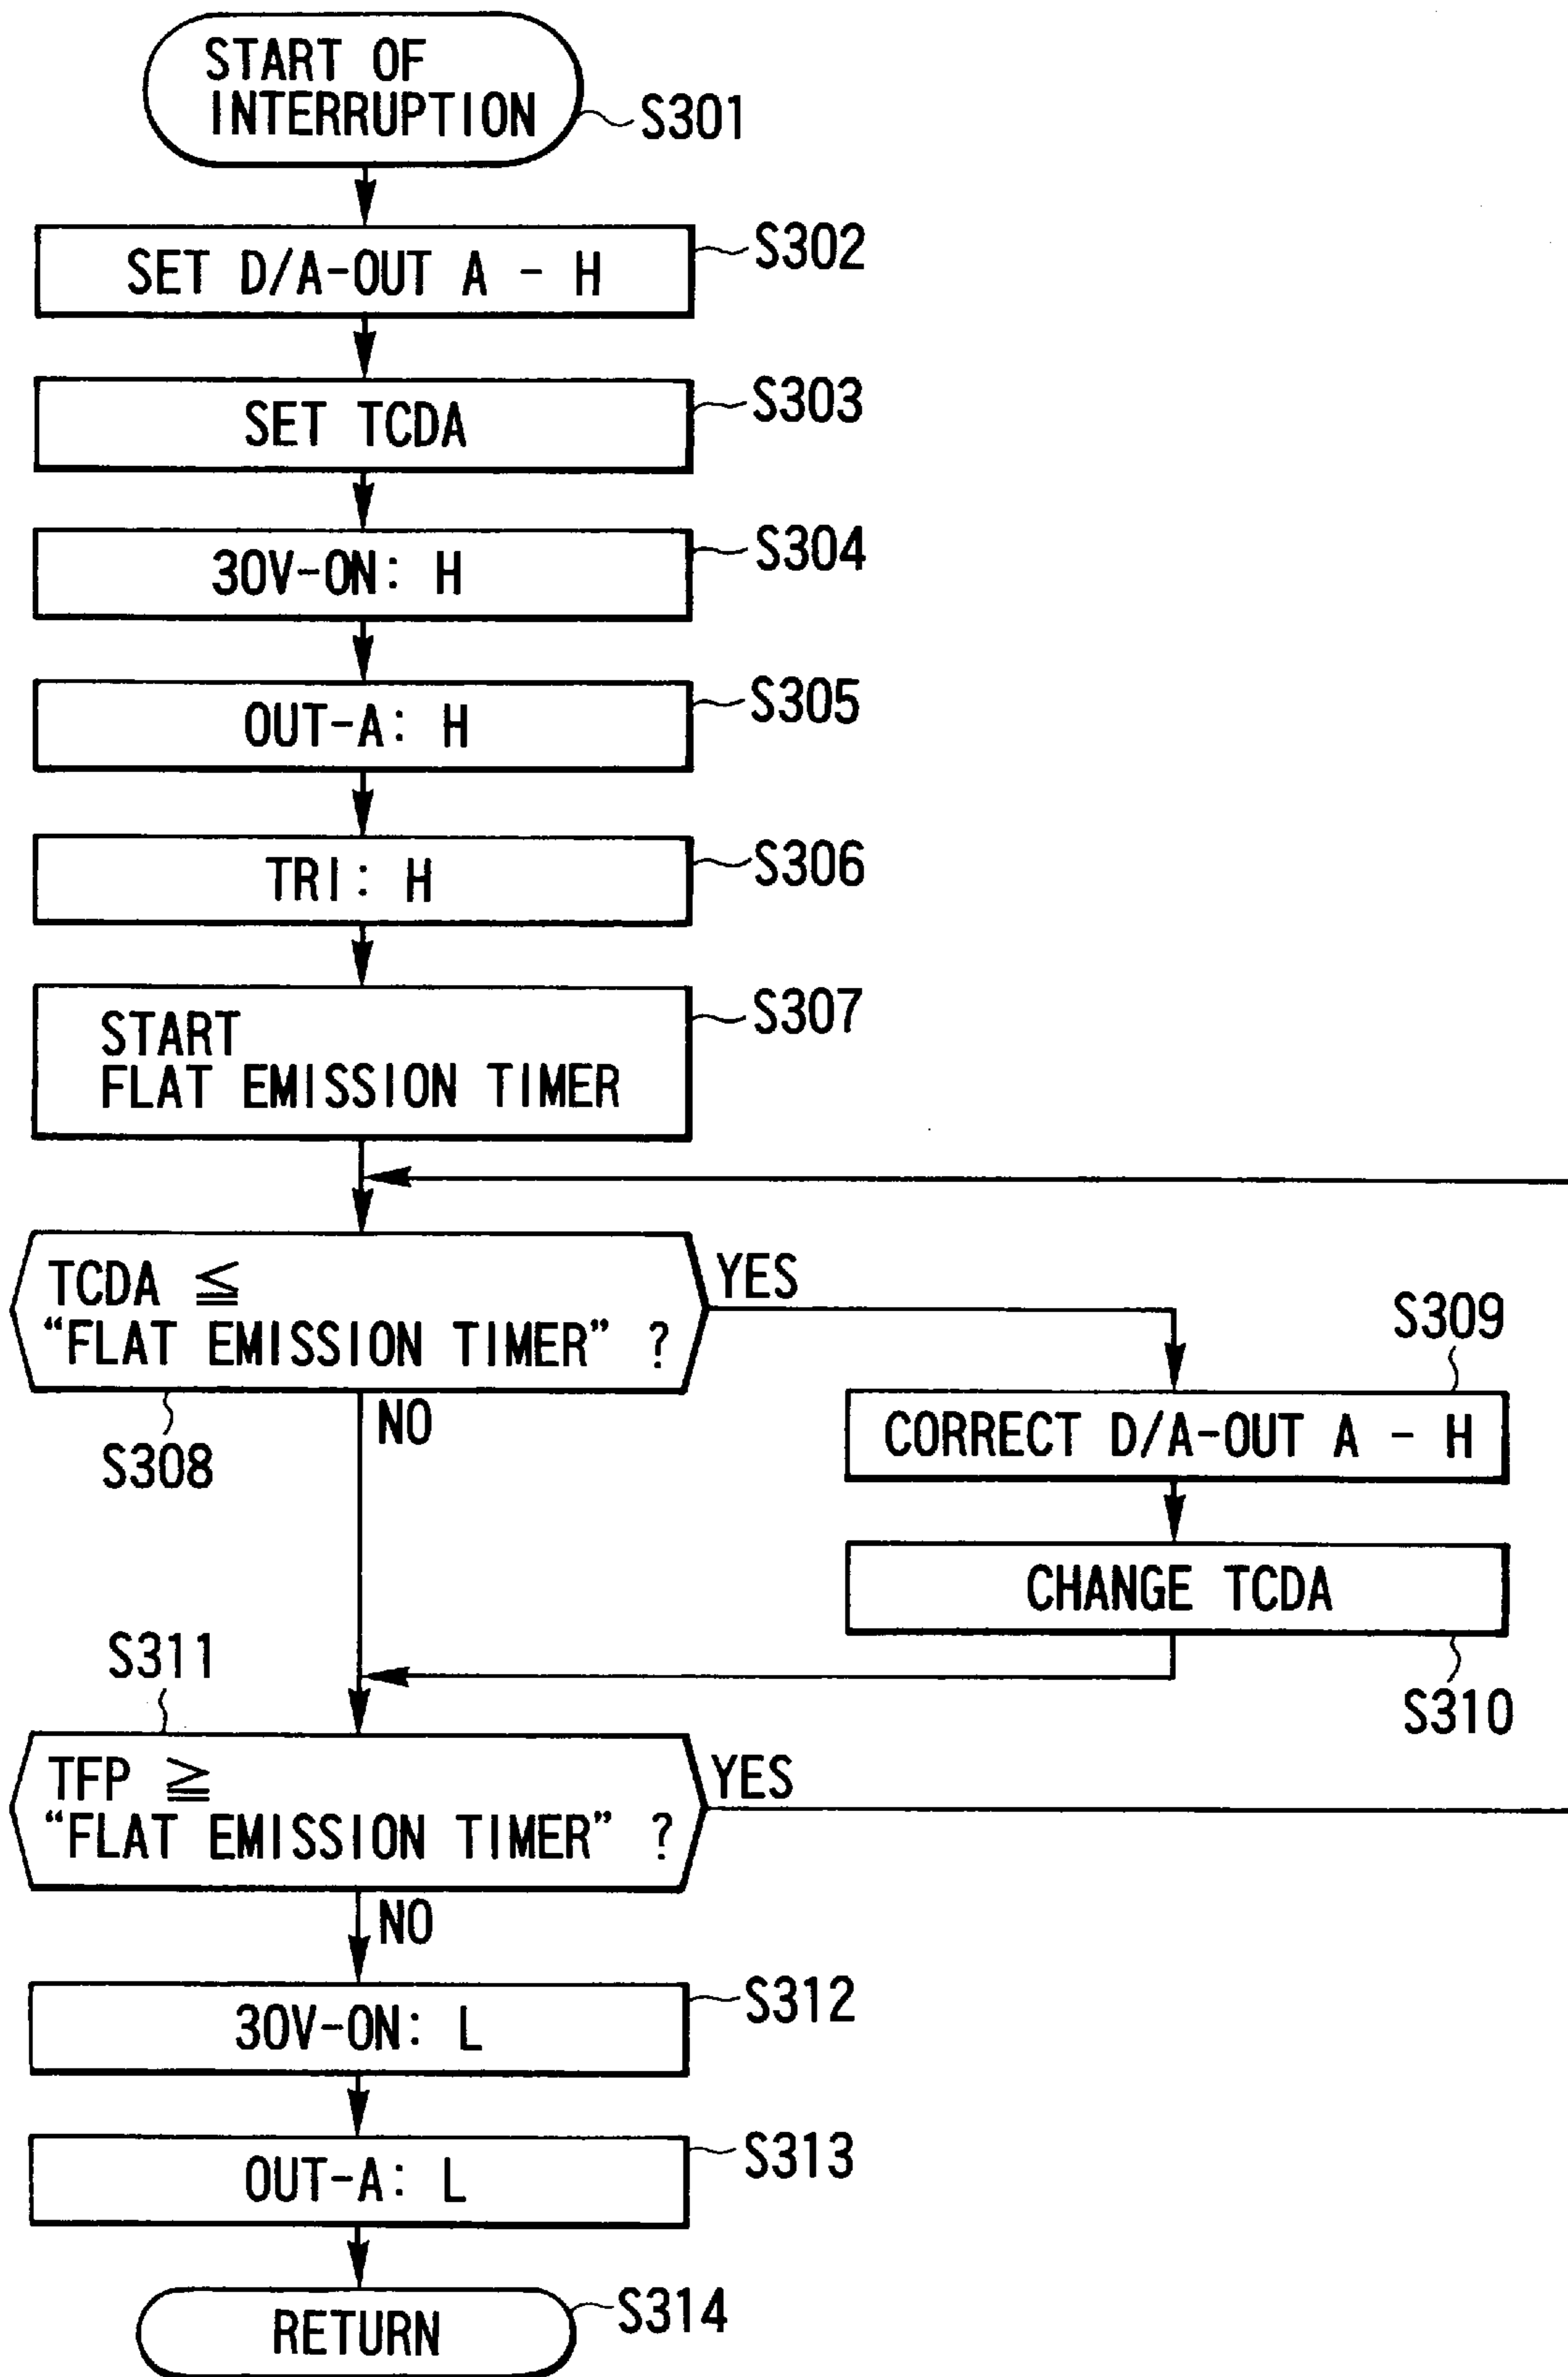 START OF
INTERRUPTION
S301
SET D/A-OUT A - H
S302
SET TCDA
S303
30V-ON: H
S304
OUT-A: H
S305
TRI: H
S306
START
FLAT EMISSION TIMER
S307
TCDA ≦
“FLAT EMISSION TIMER” ?
YES
NO
S308
S309
CORRECT D/A-OUT A - H
CHANGE TCDA
S310
S311
TFP ≧
“FLAT EMISSION TIMER” ?
YES
NO
30V-ON: L
S312
OUT-A: L
S313
RETURN
S314